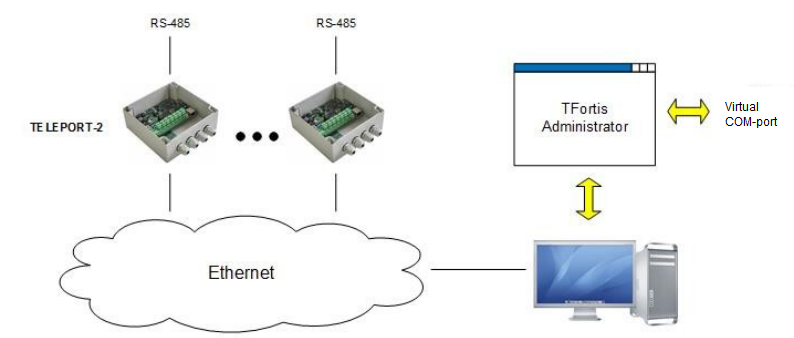 RS-485
RS-485
TELEPORT-2
TFortis
Administrator
Virtual
COM-port
Ethernet